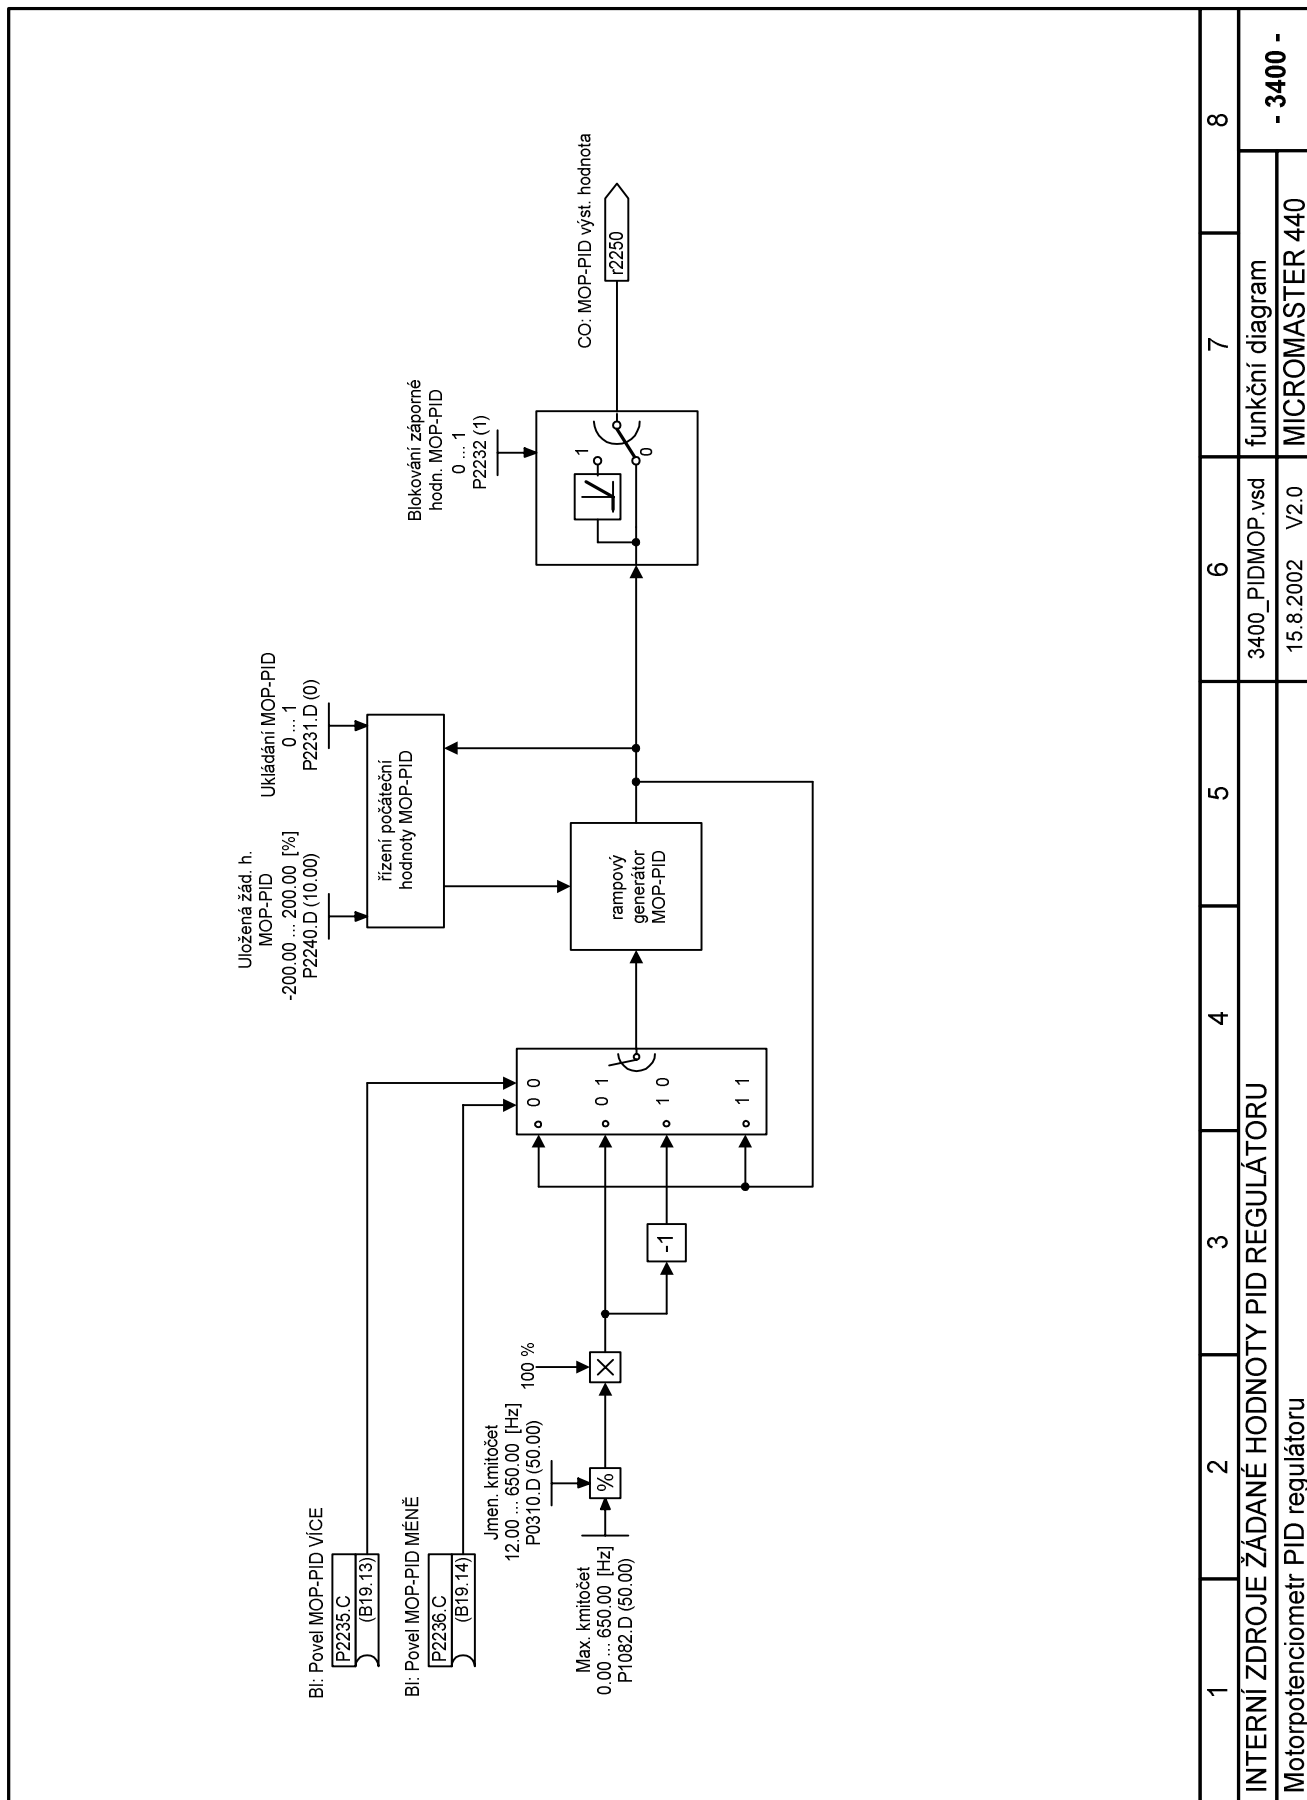 BI: Povel MOP-PID VÍCE
P2235.C
(B19.13)
BI: Povel MOP-PID MÉNĚ
P2236.C
(B19.14)
Max. kmitočet
0.00 ... 650.00 [Hz]
P1082.D (50.00)
Jmen. kmitočet
12.00 ... 650.00 [Hz]
P0310.D (50.00)
%
100 %
X
-1
0 0
0 1
1 0
1 1
Uložená žád. h.
MOP-PID
-200.00 ... 200.00 [%]
P2240.D (10.00)
Ukládání MOP-PID
0 ... 1
P2231.D (0)
řízení počáteční
hodnoty MOP-PID
rampový
generátor
MOP-PID
Blokování záporné
hodn. MOP-PID
0 ... 1
P2232 (1)
1
0
CO: MOP-PID výst. hodnota
r2250
1 2 3 4 5 6 7 8
INTERNÍ ZDROJE ŽÁDANÉ HODNOTY PID REGULÁTORU
3400_PIDMOP.vsd
funkční diagram
- 3400 -
Motorpotenciometr PID regulátoru
15.8.2002 V2.0
MICROMASTER 440